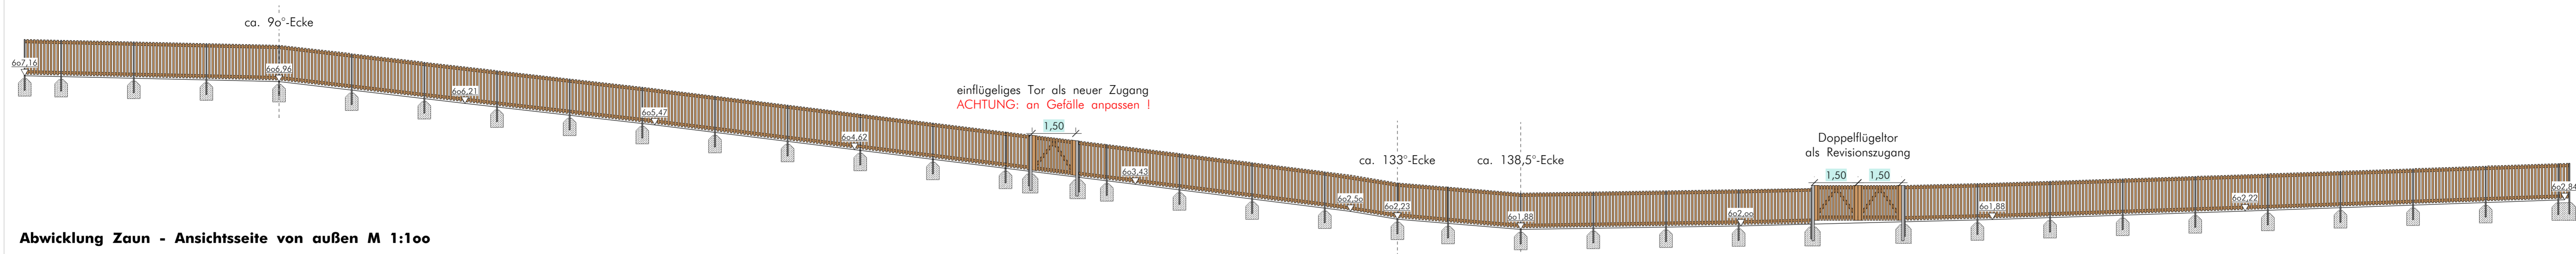 ca. 9o°-Ecke
6o7,16
6o6,96
6o6,21
6o5,47
6o4,62
einflügeliges Tor als neuer Zugang
ACHTUNG: an Gefälle anpassen !
1,50
6o3,43
6o2,5o
ca. 133°-Ecke
6o2,23
ca. 138,5°-Ecke
6o1,88
6o2,oo
Doppelflügeltor
als Revisionszugang
1,50 1,50
6o1,88
6o2,22
6o2,84
Abwicklung Zaun - Ansichtsseite von außen M 1:1oo